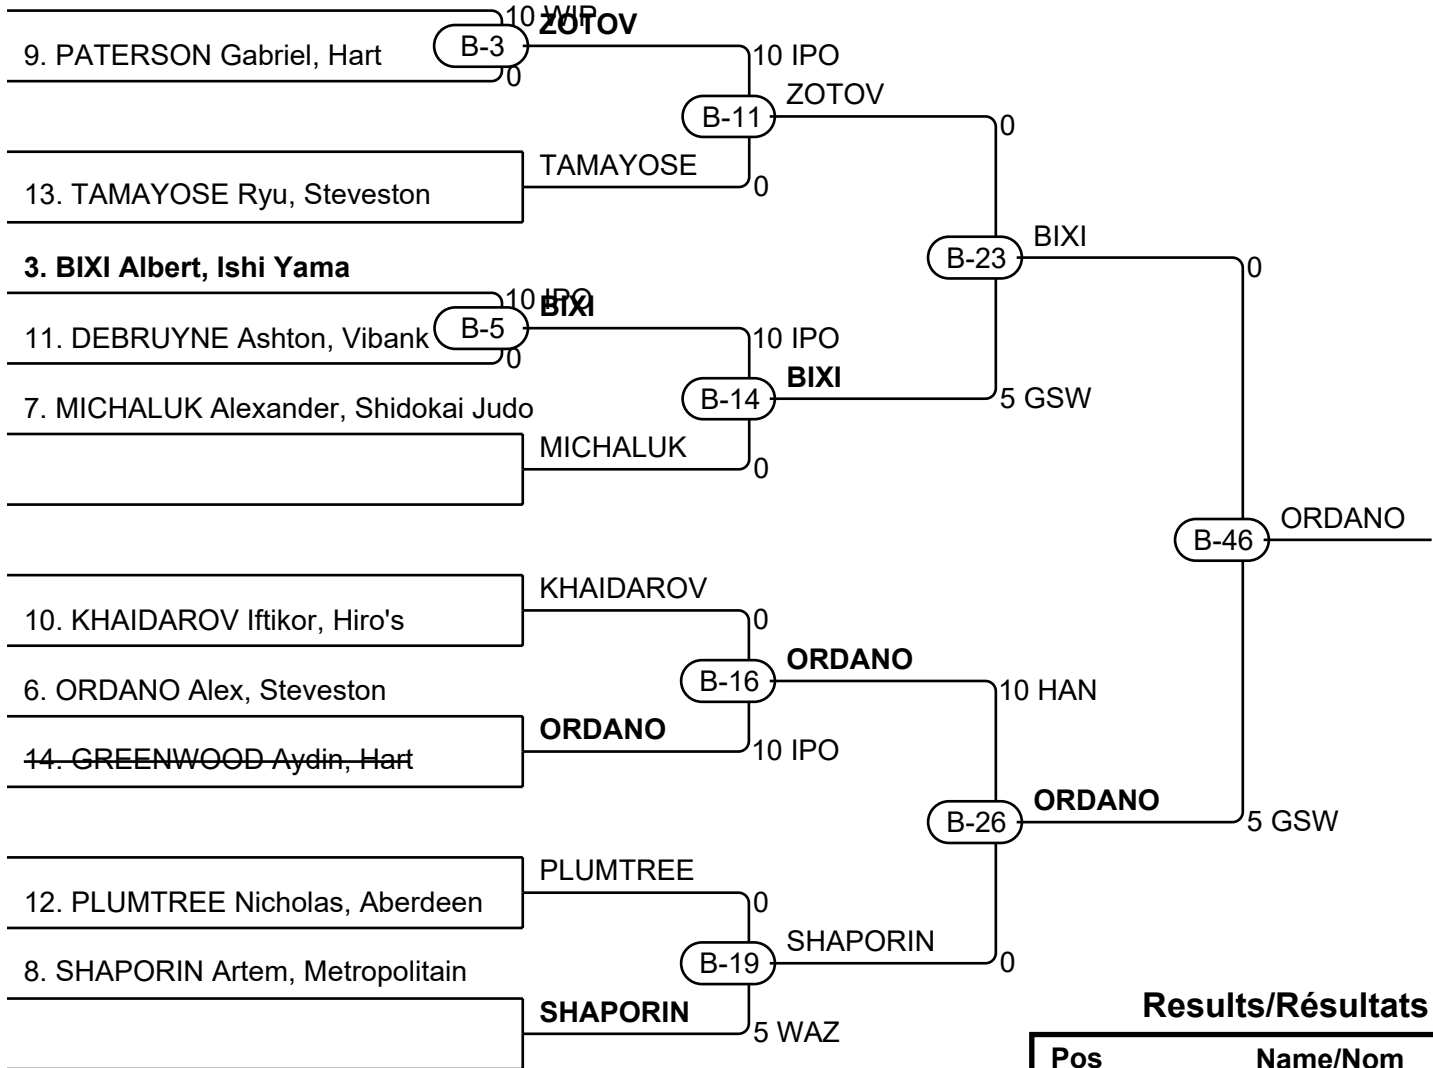 10 WIP
ZOTOV
9. PATERSON Gabriel, Hart
B-3
10 IPO
0
ZOTOV
B-11
0
TAMAYOSE
13. TAMAYOSE Ryu, Steveston
0
BIXI
3. BIXI Albert, Ishi Yama
B-23
0
10 IPO
BIXI
11. DEBRUYNE Ashton, Vibank
B-5
10 IPO
0
BIXI
7. MICHALUK Alexander, Shidokai Judo
B-14
5 GSW
MICHALUK
0
ORDANO
B-46
KHAIDAROV
10. KHAIDAROV Iftikor, Hiro's
0
ORDANO
6. ORDANO Alex, Steveston
B-16
10 HAN
ORDANO
14. GREENWOOD Aydin, Hart
10 IPO
ORDANO
B-26
5 GSW
PLUMTREE
12. PLUMTREE Nicholas, Aberdeen
0
SHAPORIN
8. SHAPORIN Artem, Metropolitain
B-19
0
SHAPORIN
5 WAZ
Results/Résultats
Pos Name/Nom